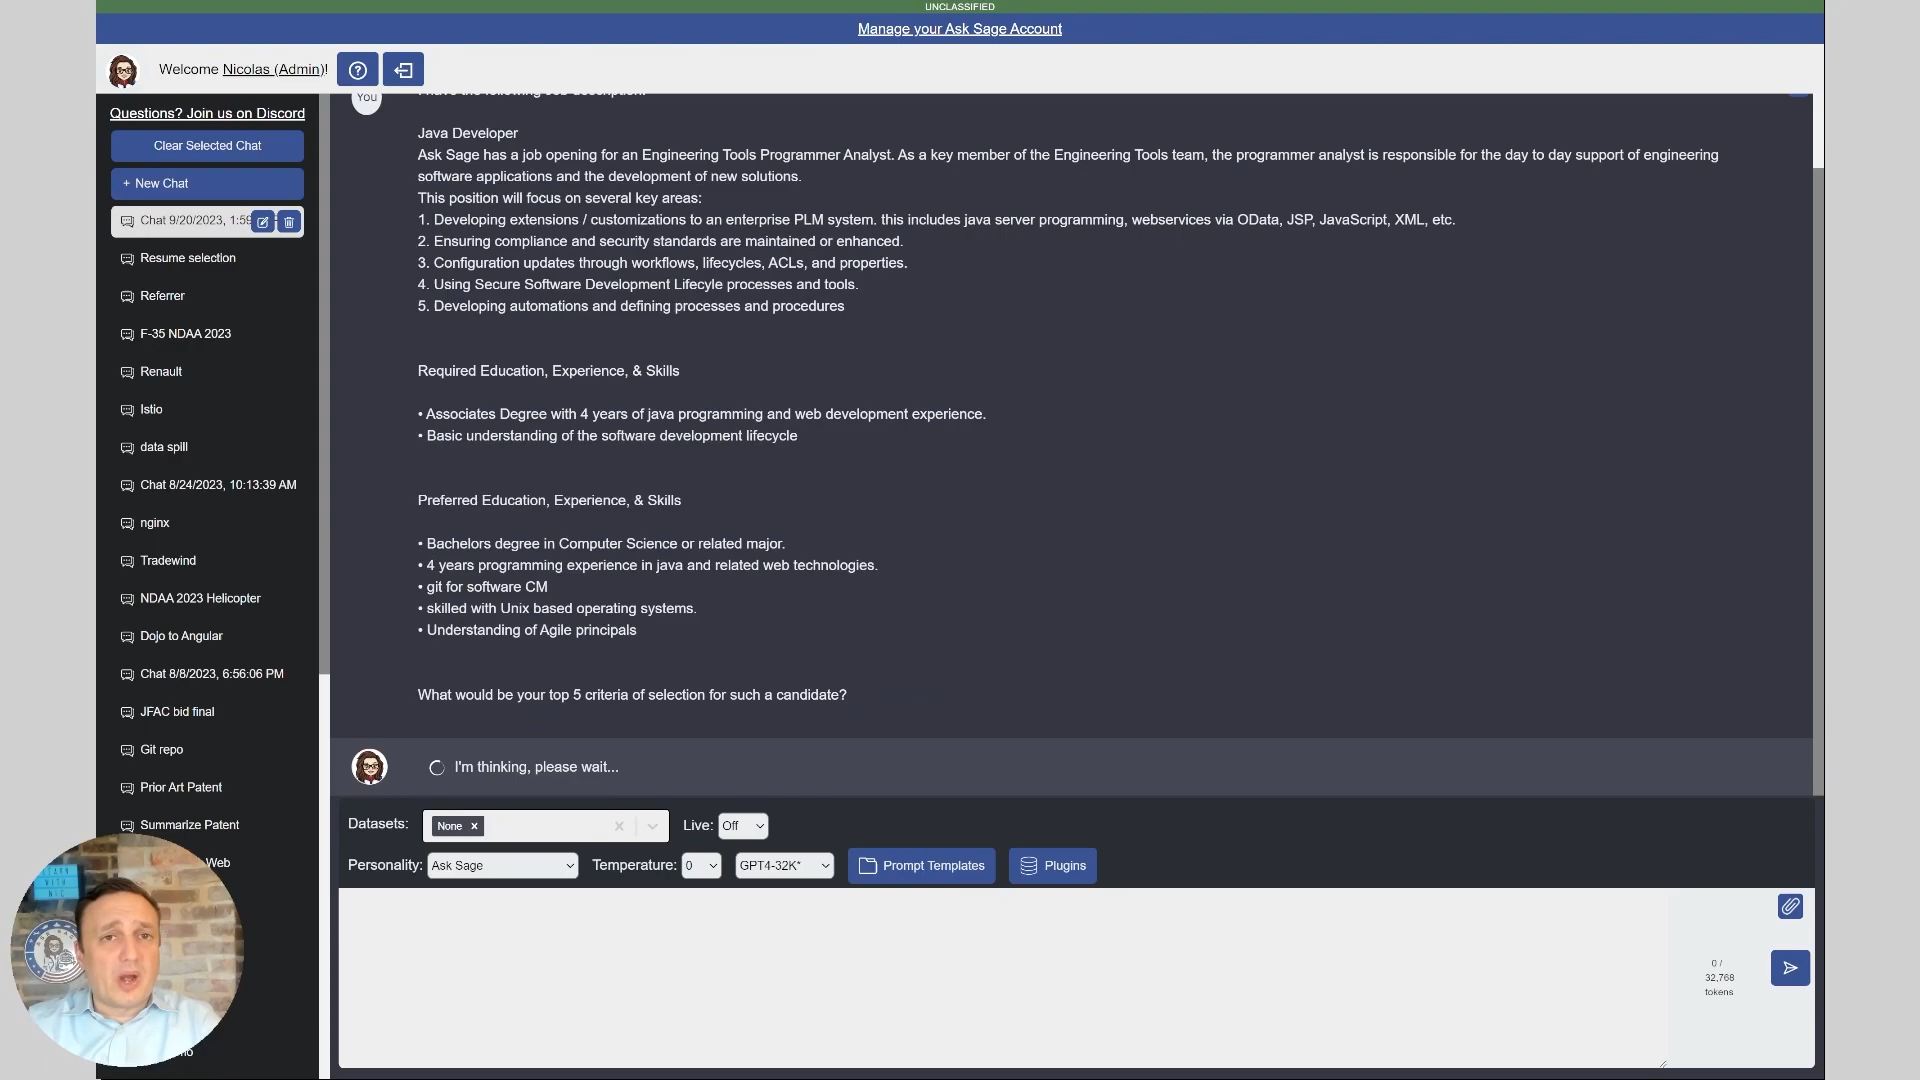 UNCLASSIFIED
Manage your Ask Sage Account
Welcome Nicolas (Admin)!
Questions? Join us on Discord
Clear Selected Chat
+ New Chat
Chat 9/20/2023, 1:59
Resume selection
Referrer
F-35 NDAA 2023
Renault
Istio
data spill
Chat 8/24/2023, 10:13:39 AM
nginx
Tradewind
NDAA 2023 Helicopter
Dojo to Angular
Chat 8/8/2023, 6:56:06 PM
JFAC bid final
Git repo
Prior Art Patent
Summarize Patent
Web
You
Java Developer
Ask Sage has a job opening for an Engineering Tools Programmer Analyst. As a key member of the Engineering Tools team, the programmer analyst is responsible for the day to day support of engineering
software applications and the development of new solutions.
This position will focus on several key areas:
1. Developing extensions / customizations to an enterprise PLM system. this includes java server programming, webservices via OData, JSP, JavaScript, XML, etc.
2. Ensuring compliance and security standards are maintained or enhanced.
3. Configuration updates through workflows, lifecycles, ACLs, and properties.
4. Using Secure Software Development Lifecyle processes and tools.
5. Developing automations and defining processes and procedures
Required Education, Experience, & Skills
• Associates Degree with 4 years of java programming and web development experience.
• Basic understanding of the software development lifecycle
Preferred Education, Experience, & Skills
• Bachelors degree in Computer Science or related major.
• 4 years programming experience in java and related web technologies.
• git for software CM
• skilled with Unix based operating systems.
• Understanding of Agile principals
What would be your top 5 criteria of selection for such a candidate?
I'm thinking, please wait...
Datasets: None Live: Off
Personality: Ask Sage Temperature: 0 GPT4-32K* Prompt Templates Plugins
0 /
32,768
tokens
LEARN
WITH
NIC